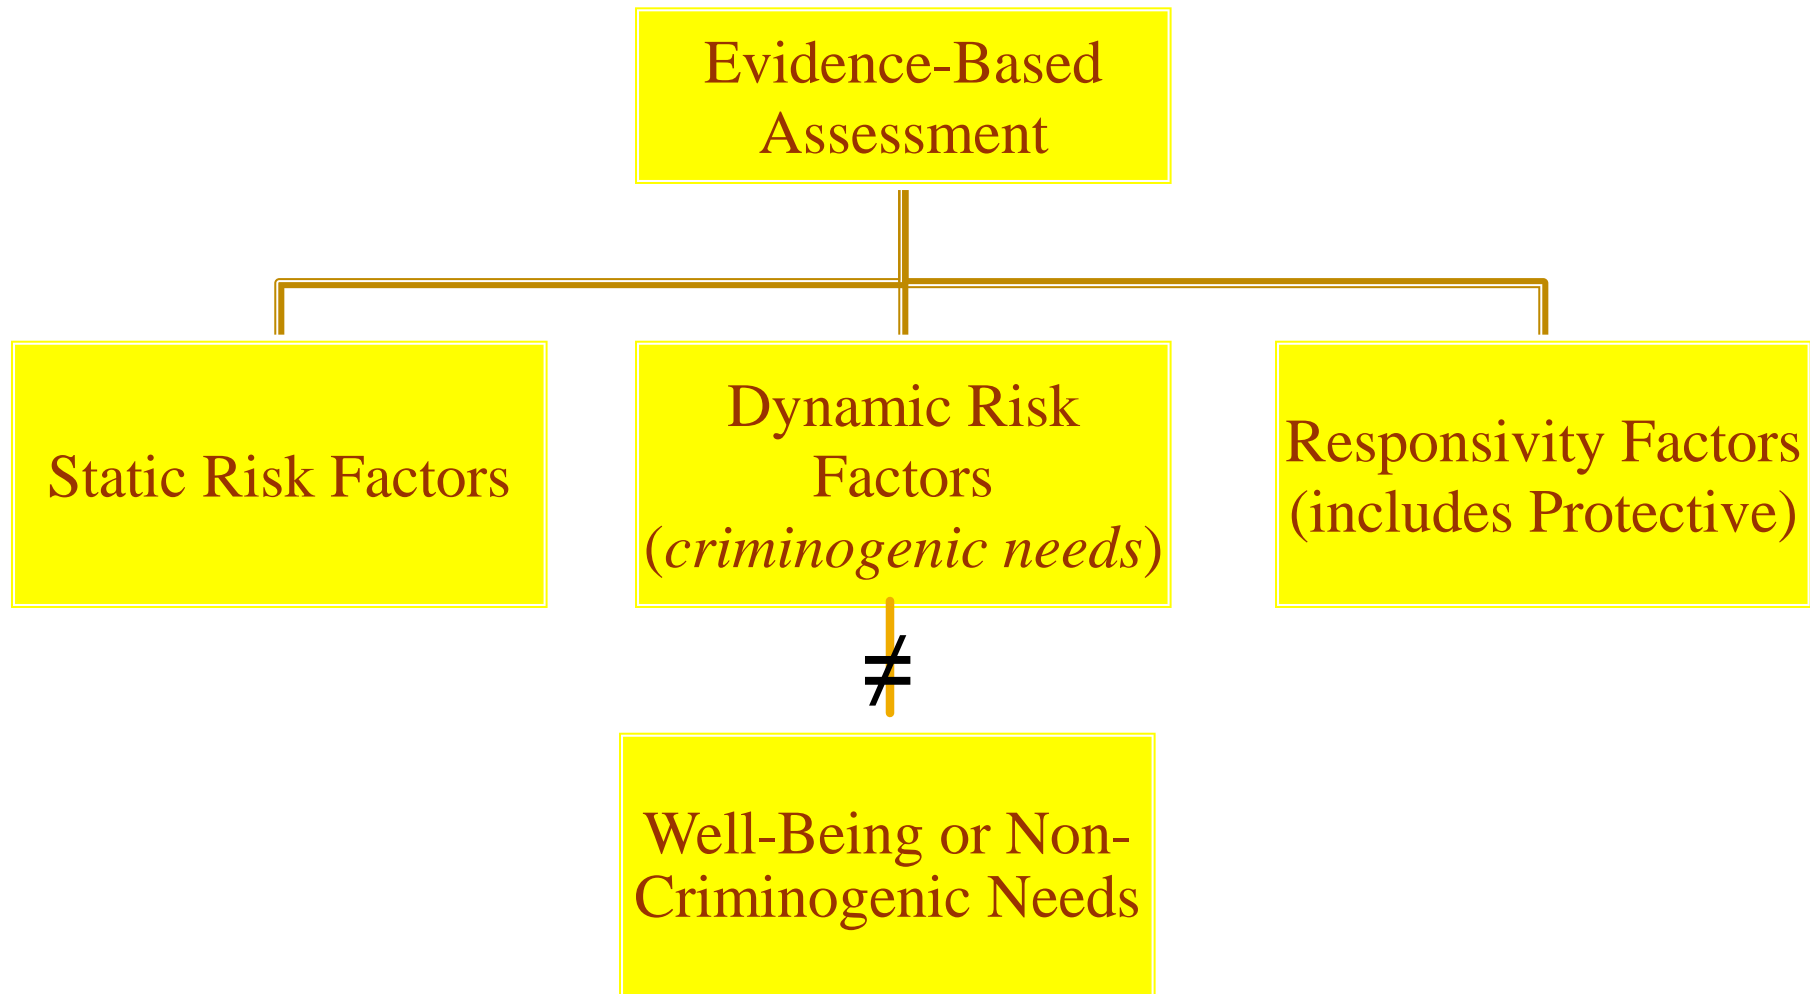 Evidence-Based
Assessment
Static Risk Factors
Dynamic Risk
Factors
(criminogenic needs)
Responsivity Factors
(includes Protective)
≠
Well-Being or Non-
Criminogenic Needs